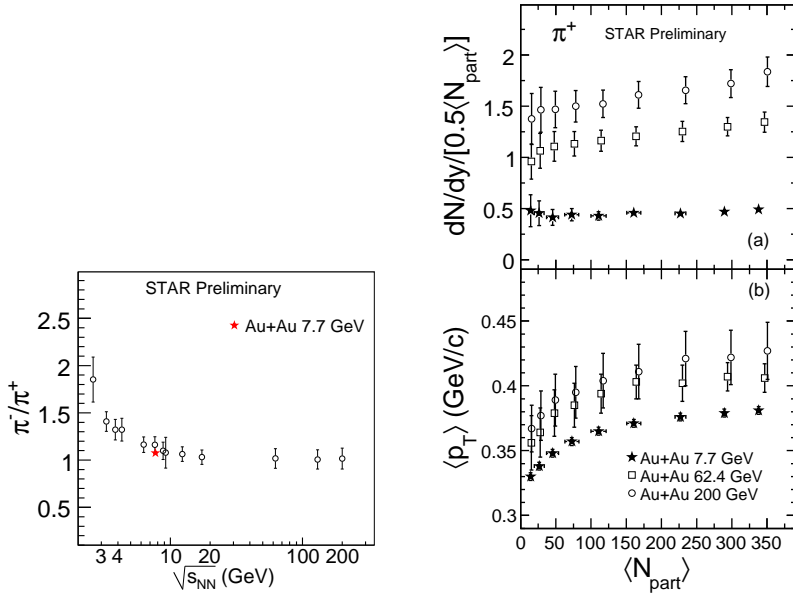 STAR Preliminary
Au+Au 7.7 GeV
π⁻/π⁺
2.5
2
1.5
1
0.5
3 4 10 20 100 200
√s_NN (GeV)
π⁺ STAR Preliminary
dN/dy/[0.5⟨N_part⟩]
2
1.5
1
0.5
0
(a)
(b)
⟨p_T⟩ (GeV/c)
0.45
0.4
0.35
0.3
Au+Au 7.7 GeV
Au+Au 62.4 GeV
Au+Au 200 GeV
0 50 100 150 200 250 300 350
⟨N_part⟩